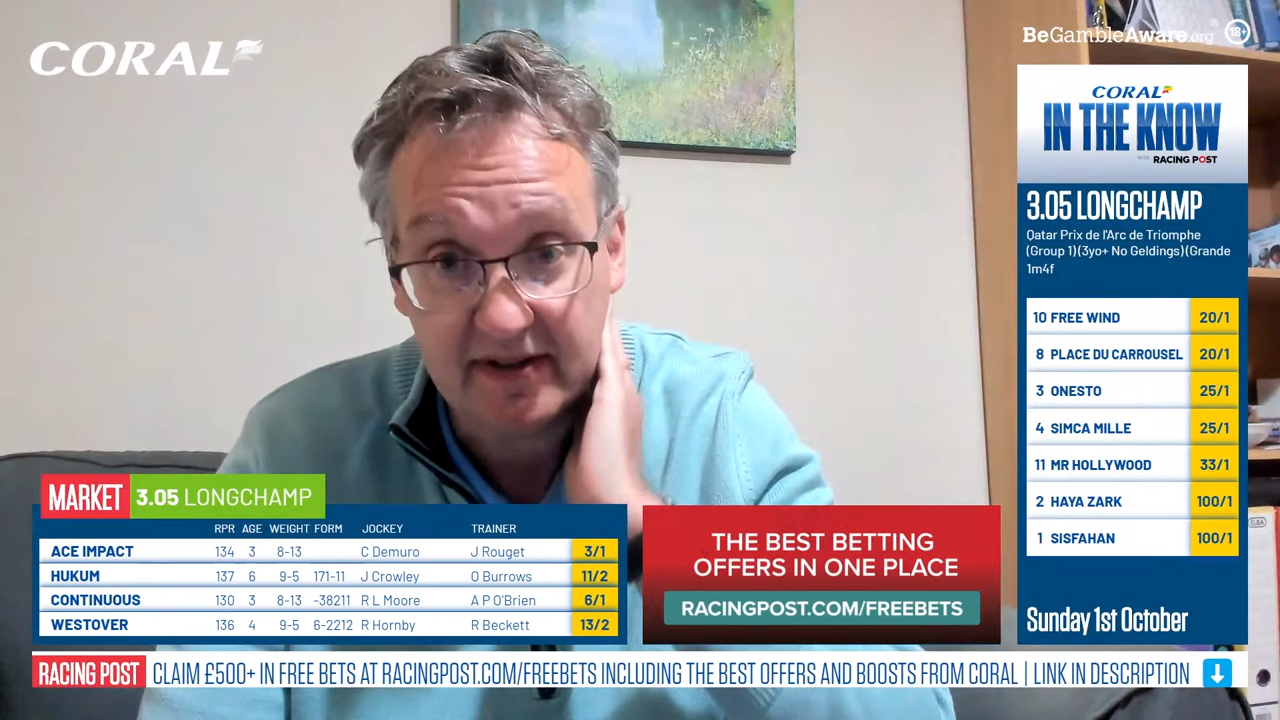 CORAL
BeGambleAware.org® 18+
CORAL
IN THE KNOW
WITH RACING POST
3.05 LONGCHAMP
Qatar Prix de l'Arc de Triomphe
(Group 1)(3yo+ No Geldings)(Grande
1m4f
10 FREE WIND 20/1
8 PLACE DU CARROUSEL 20/1
3 ONESTO 25/1
4 SIMCA MILLE 25/1
11 MR HOLLYWOOD 33/1
2 HAYA ZARK 100/1
1 SISFAHAN 100/1
Sunday 1st October
MARKET 3.05 LONGCHAMP
RPR AGE WEIGHT FORM JOCKEY TRAINER
ACE IMPACT 134 3 8-13 C Demuro J Rouget 3/1
HUKUM 137 6 9-5 171-11 J Crowley O Burrows 11/2
CONTINUOUS 130 3 8-13 -38211 R L Moore A P O'Brien 6/1
WESTOVER 136 4 9-5 6-2212 R Hornby R Beckett 13/2
THE BEST BETTING
OFFERS IN ONE PLACE
RACINGPOST.COM/FREEBETS
RACING POST CLAIM £500+ IN FREE BETS AT RACINGPOST.COM/FREEBETS INCLUDING THE BEST OFFERS AND BOOSTS FROM CORAL | LINK IN DESCRIPTION